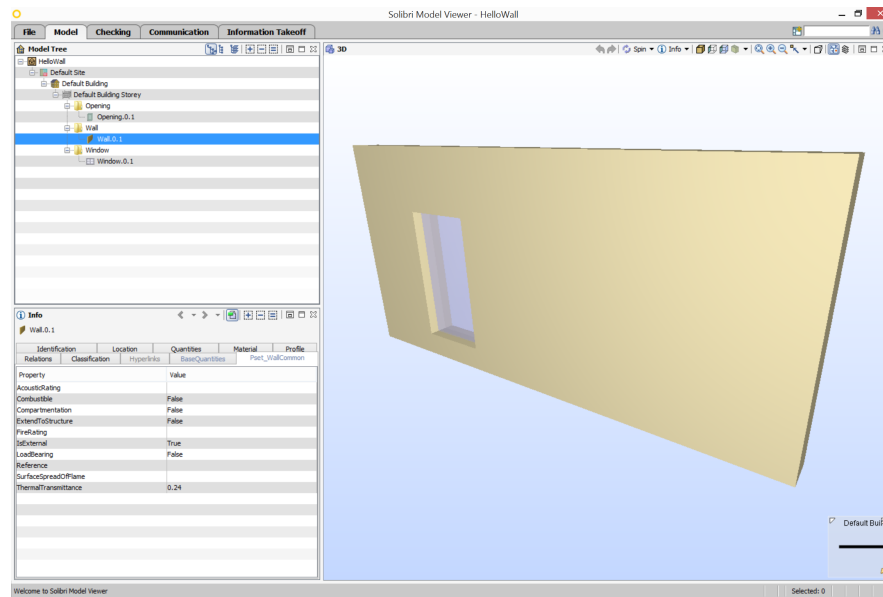 Solibri Model Viewer - HelloWall
File Model Checking Communication Information Takeoff
Model Tree
HelloWall
Default Site
Default Building
Default Building Storey
Opening
Opening.0.1
Wall
Wall.0.1
Window
Window.0.1
3D
Spin
Info
Info
Wall.0.1
Identification Location Quantities Material Profile
Relations Classification Hyperlinks BaseQuantities Pset_WallCommon
Property Value
AcousticRating
Combustible False
Compartmentation False
ExtendToStructure False
FireRating
IsExternal True
LoadBearing False
Reference
SurfaceSpreadOfFlame
ThermalTransmittance 0.24
Default Buil
Welcome to Solibri Model Viewer
Selected: 0